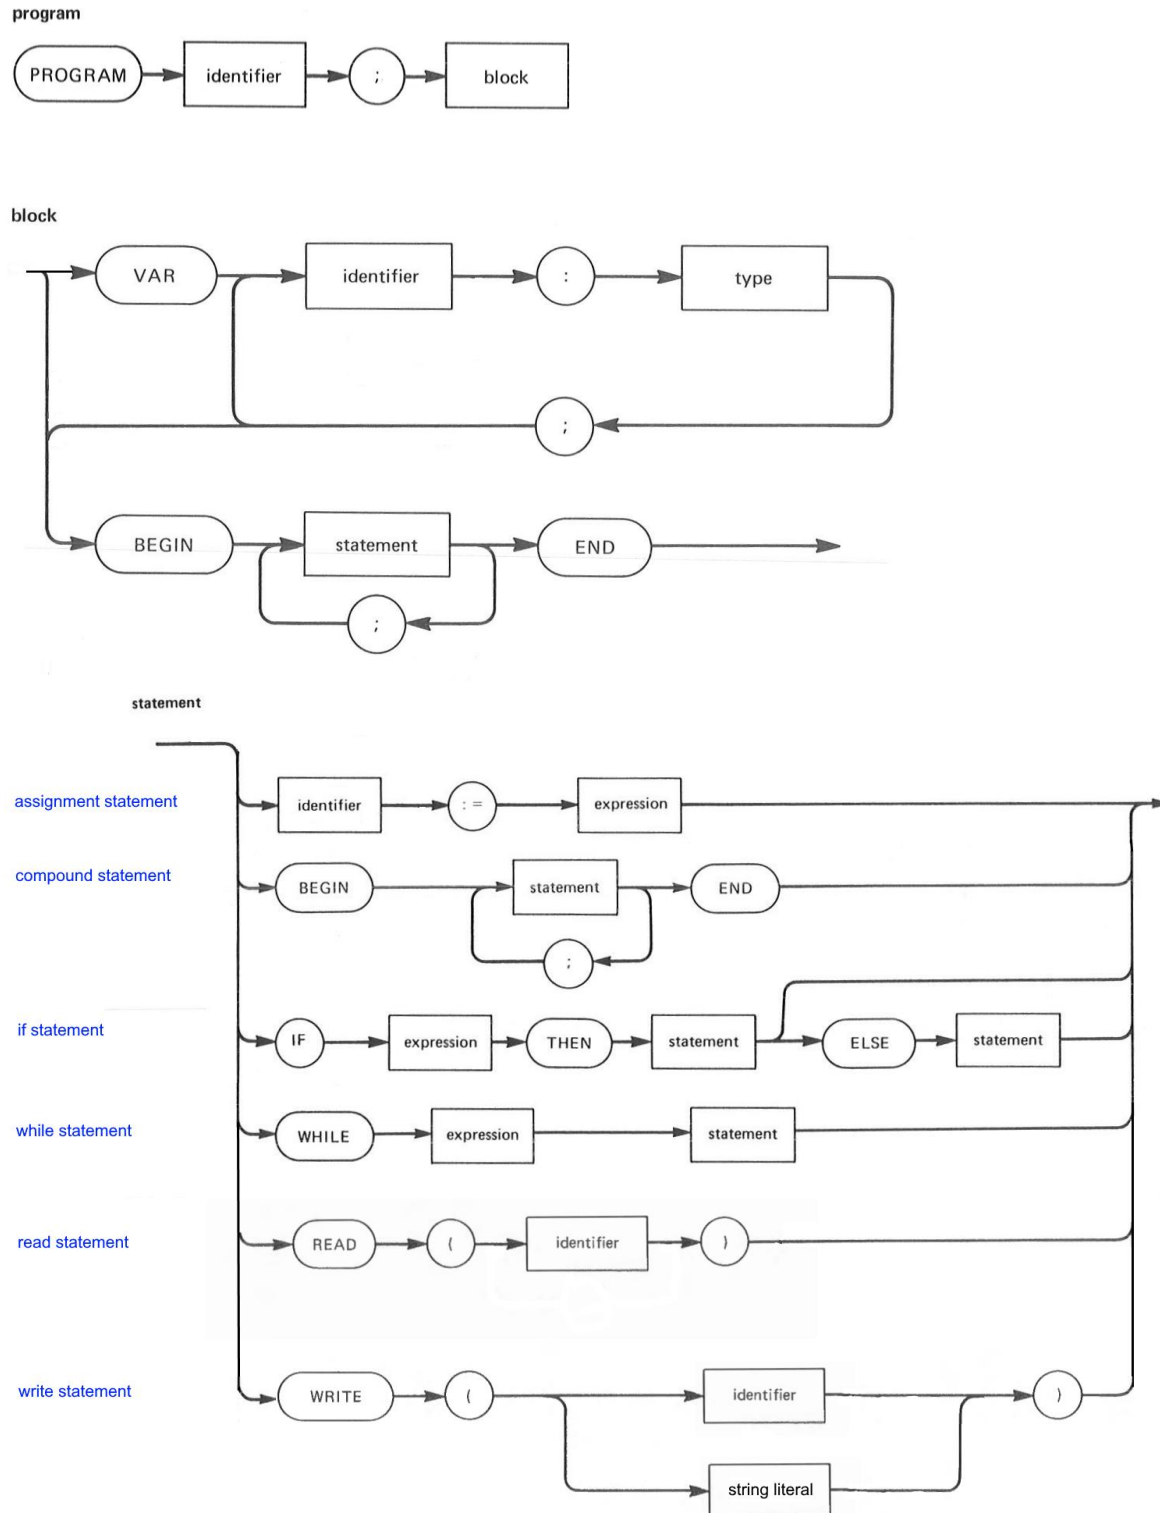 program
PROGRAM identifier ; block
block
VAR identifier : type
;
BEGIN statement END
;
statement
assignment statement identifier := expression
compound statement BEGIN statement END
;
if statement IF expression THEN statement ELSE statement
while statement WHILE expression statement
read statement READ ( identifier )
write statement WRITE ( identifier )
string literal